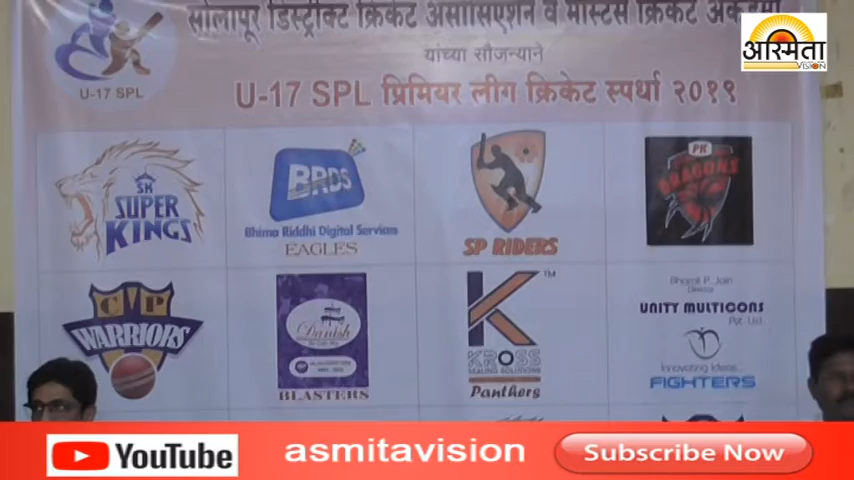 सोलापूर डिस्ट्रीक्ट क्रिकेट असोसिएशन व मास्टर्स क्रिकेट अकॅडमी
यांच्या सौजन्याने
U-17 SPL प्रिमियर लीग क्रिकेट स्पर्धा २०१९
U-17 SPL
अस्मिता
VISION
SK
SUPER
KINGS
BRDS
Bhima Riddhi Digital Services
EAGLES
SP RIDERS
PK
DRAGONS
CP
WARRIORS
Danish
BLASTERS
K
TM
KROSS
Panthers
Bharat P. Jain
Director
UNITY MULTICONS
Pvt. Ltd.
Innovating Ideas...
FIGHTERS
YouTube
asmitavision
Subscribe Now